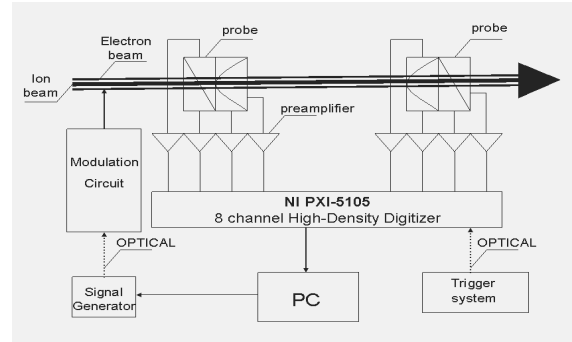 probe
probe
Electron
beam
Ion
beam
preamplifier
Modulation
Circuit
NI PXI-5105
8 channel High-Density Digitizer
OPTICAL
OPTICAL
Signal
Generator
PC
Trigger
system